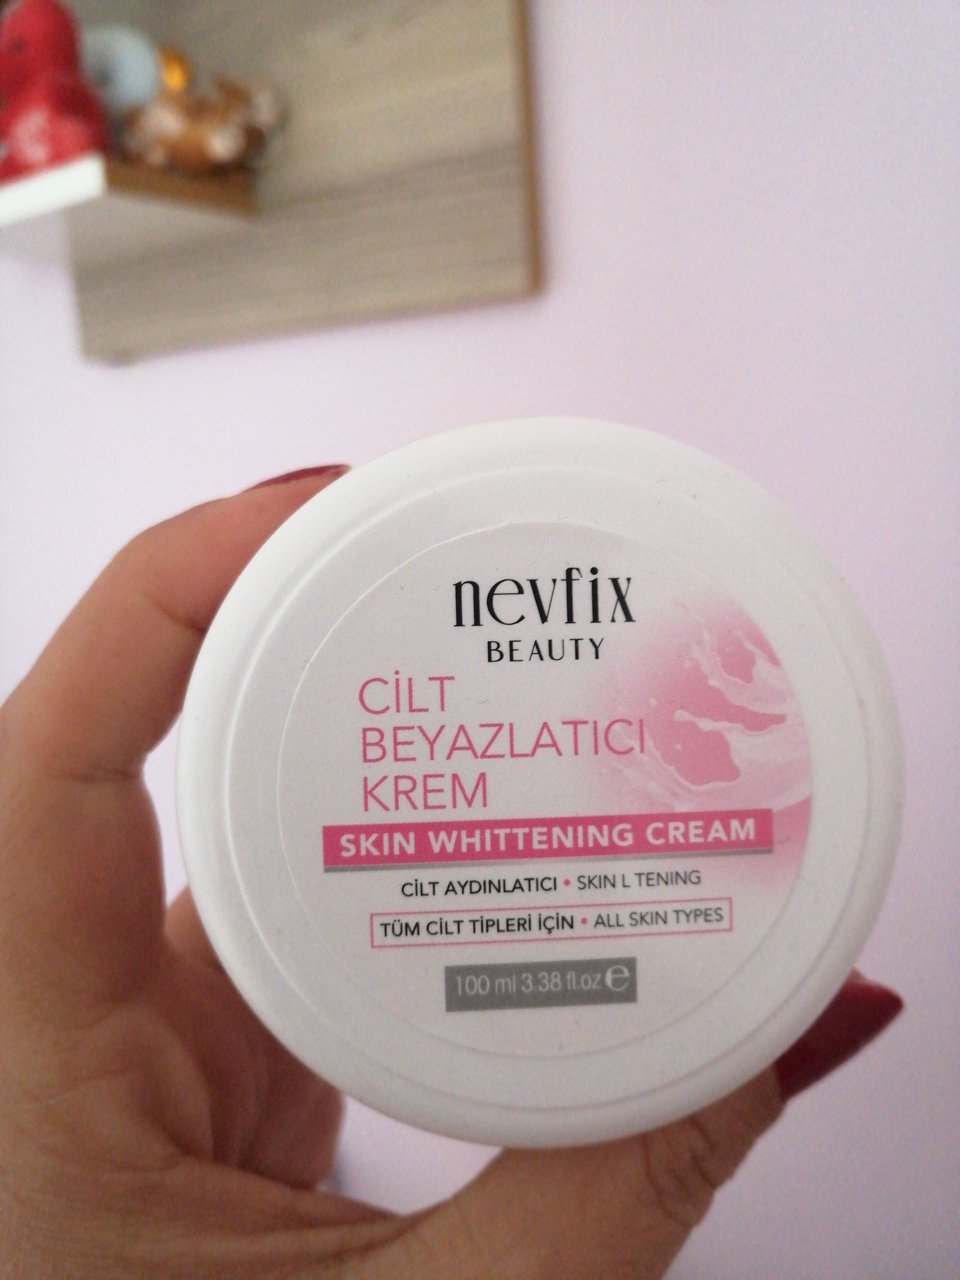 nevfix
BEAUTY
CİLT
BEYAZLATICI
KREM
SKIN WHITTENING CREAM
CİLT AYDINLATICI • SKIN L TENING
TÜM CİLT TİPLERİ İÇİN • ALL SKIN TYPES
100 ml 3.38 fl.oz ℮